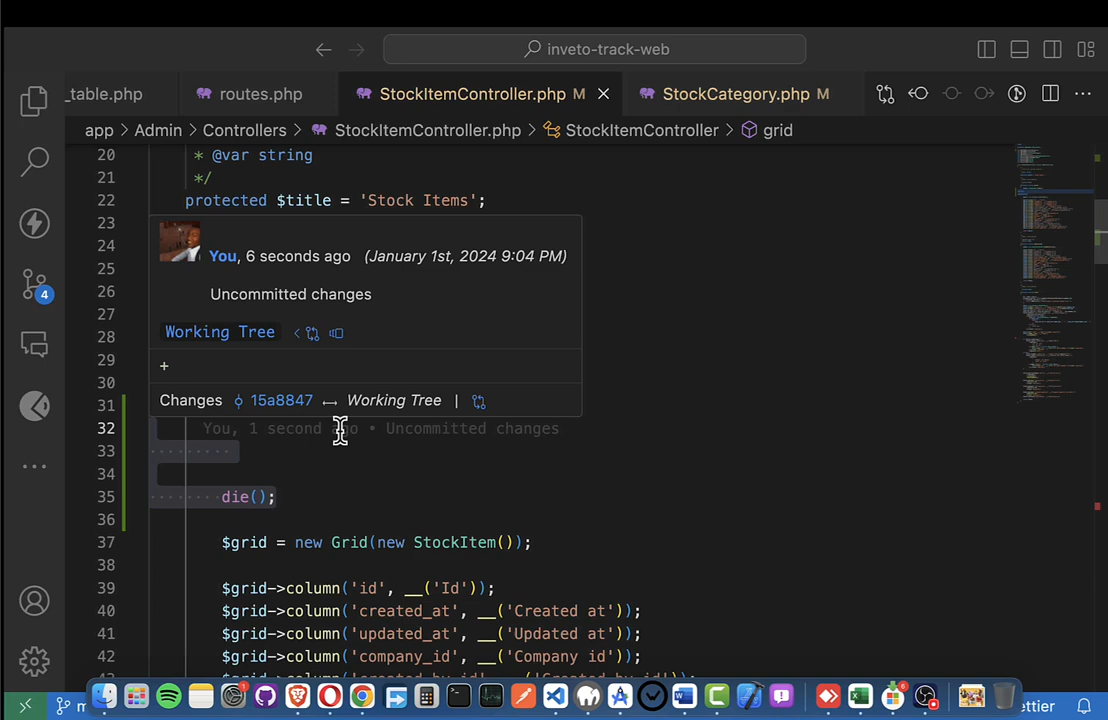 inveto-track-web
_table.php
routes.php
StockItemController.php M
StockCategory.php M
app > Admin > Controllers > StockItemController.php > StockItemController > grid
20 * @var string
21 */
22 protected $title = 'Stock Items';
23
24 You, 6 seconds ago (January 1st, 2024 9:04 PM)
25
26 Uncommitted changes
27
28 Working Tree
29
30 +
31 Changes 15a8847 ↔ Working Tree |
32 You, 1 second ago • Uncommitted changes
33
34
35 die();
36
37 $grid = new Grid(new StockItem());
38
39 $grid->column('id', __('Id'));
40 $grid->column('created_at', __('Created at'));
41 $grid->column('updated_at', __('Updated at'));
42 $grid->column('company_id', __('Company id'));
4
1
6
ettier